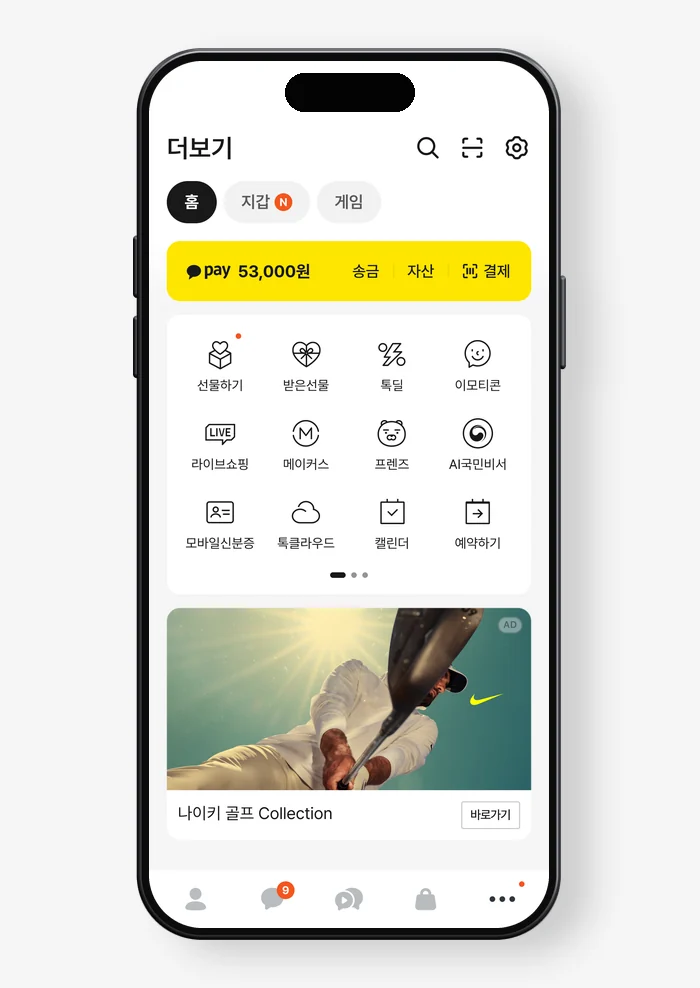 더보기
홈 지갑 N 게임
pay 53,000원 송금 자산 결제
선물하기 받은선물 톡딜 이모티콘
LIVE M
라이브쇼핑 메이커스 프렌즈 AI국민비서
모바일신분증 톡클라우드 캘린더 예약하기
AD
나이키 골프 Collection 바로가기
9